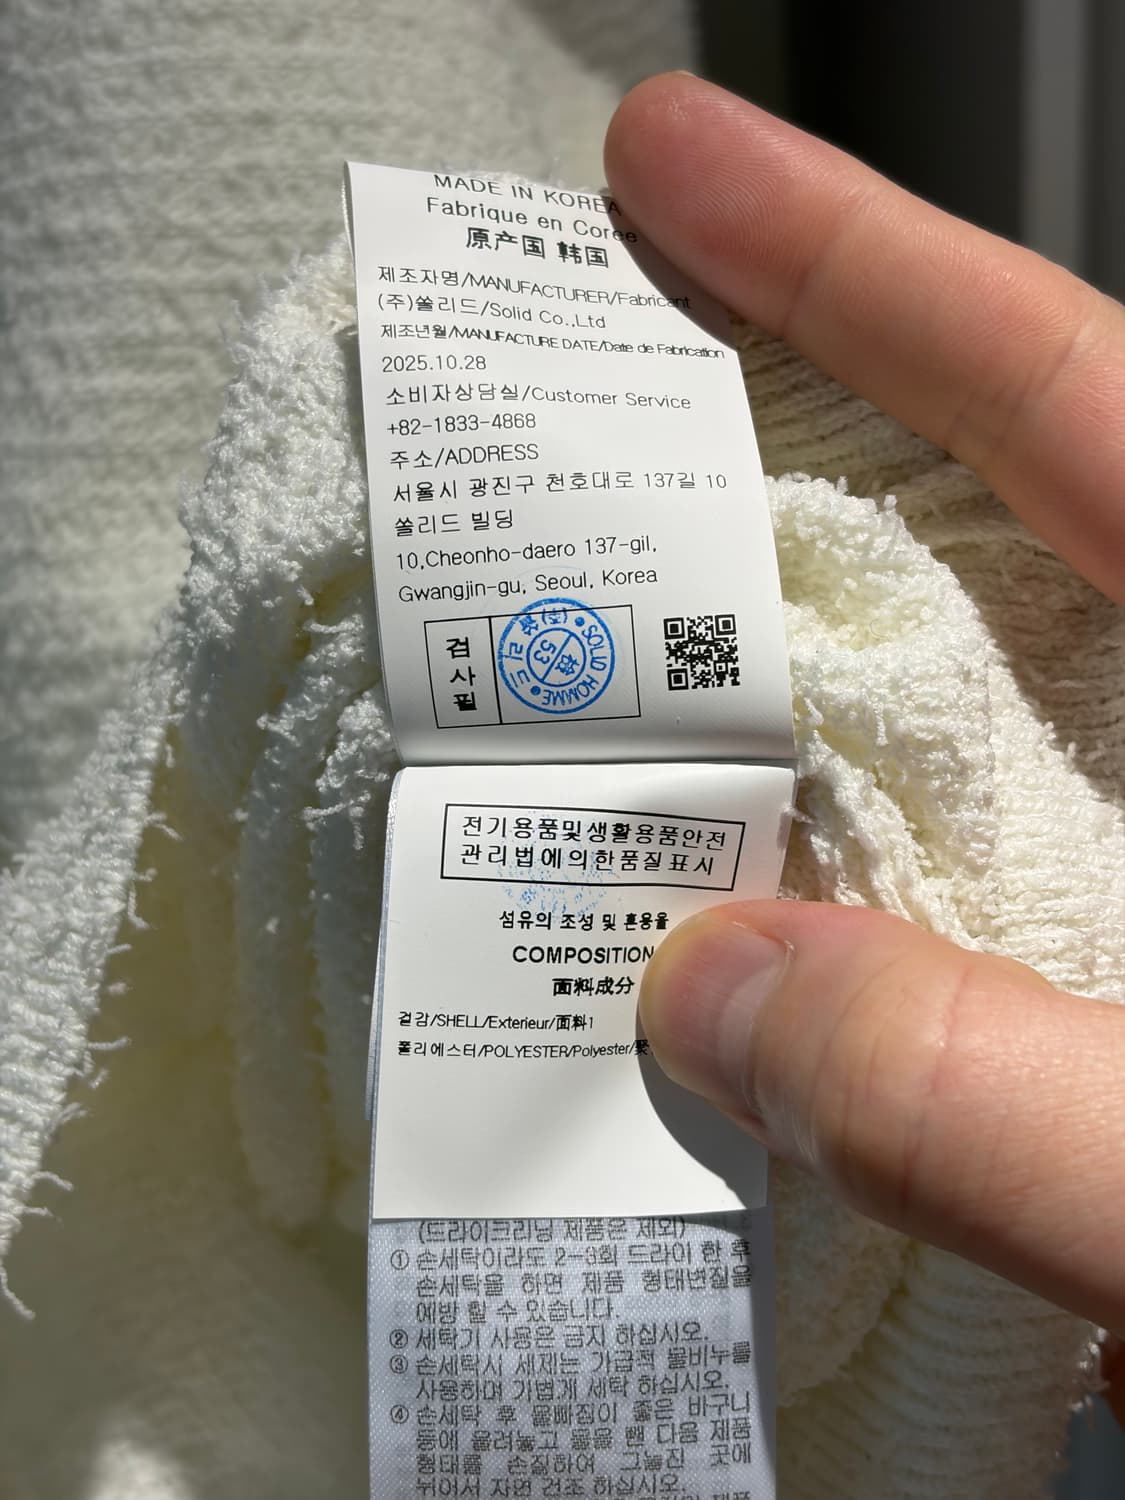 MADE IN KOREA
Fabrique en Corée
原产国 韩国
제조자명/MANUFACTURER/Fabricant
(주)쏠리드/Solid Co.,Ltd
제조년월/MANUFACTURE DATE/Date de Fabrication
2025.10.28
소비자상담실/Customer Service
+82-1833-4868
주소/ADDRESS
서울시 광진구 천호대로 137길 10
쏠리드 빌딩
10,Cheonho-daero 137-gil,
Gwangjin-gu, Seoul, Korea
검사필
(주)쏠리드 SOLID HOMME
53
전기용품및생활용품안전
관리법에의한품질표시
섬유의 조성 및 혼용율
COMPOSITION
面料成分
겉감/SHELL/Exterieur/面料1
폴리에스터/POLYESTER/Polyester/聚
(드라이크리닝 제품은 제외)
① 손세탁이라도 2-3회 드라이 한 후
손세탁을 하면 제품 형태변질을
예방 할 수 있습니다.
② 세탁기 사용은 금지 하십시오.
③ 손세탁시 세제는 가급적 물비누를
사용하며 가볍게 세탁 하십시오.
④ 손세탁 후 물빠짐이 좋은 바구니
등에 올려놓고 물을 뺀 다음 제품
형태를 손질하여 그늘진 곳에
뉘어서 자연 건조 하십시오.